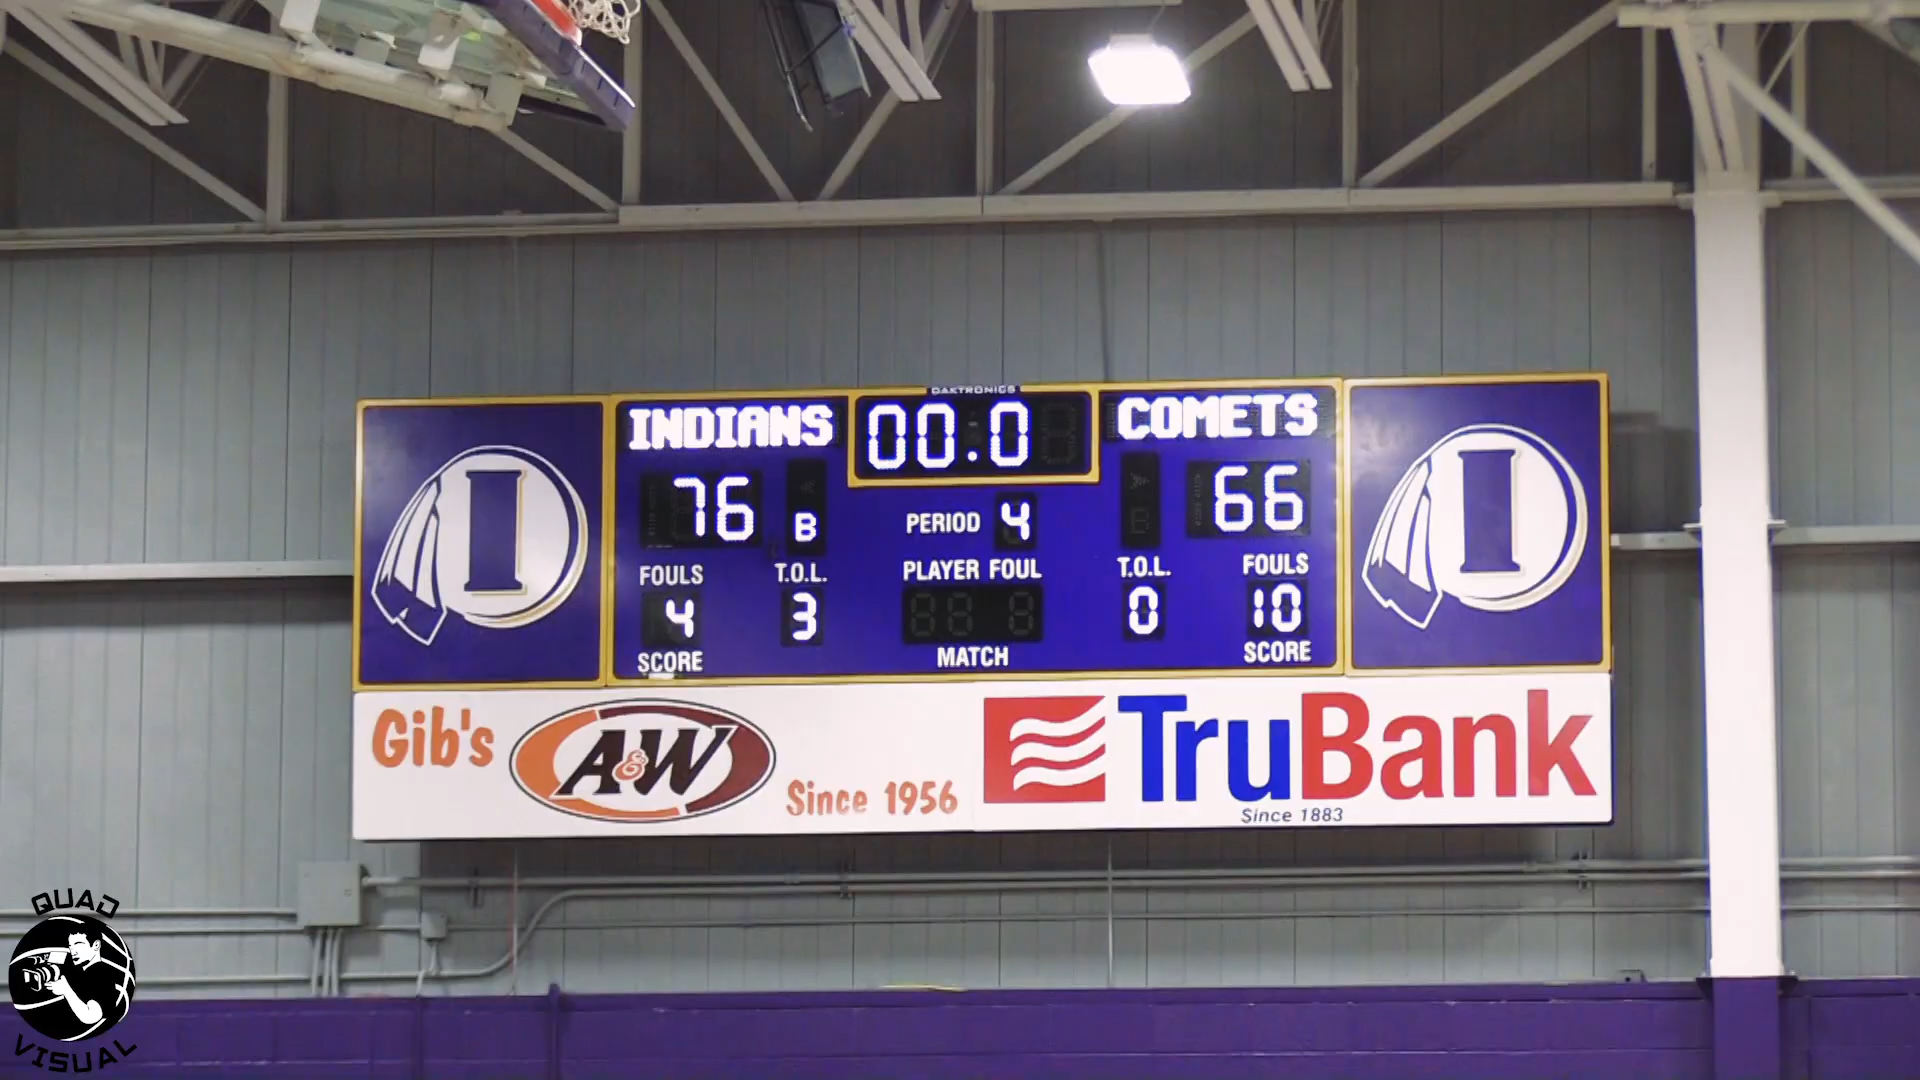 DAKTRONICS
INDIANS 00.0 COMETS
76 B PERIOD 4 66
FOULS T.O.L. PLAYER FOUL T.O.L. FOULS
4 3 0 10
SCORE MATCH SCORE
I
I
Gib's A&W Since 1956
TruBank
Since 1883
QUAD
VISUAL